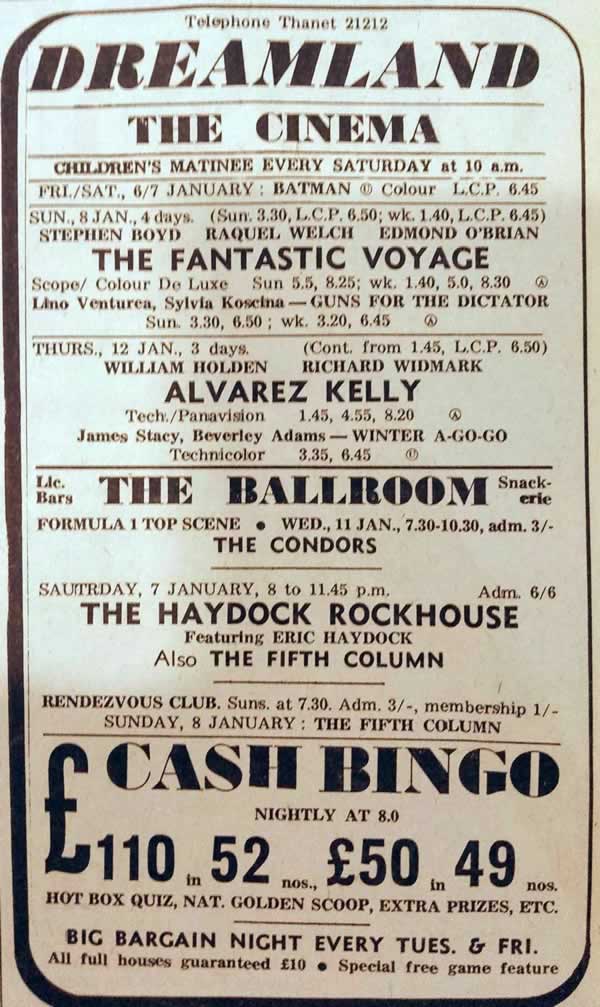 Telephone Thanet 21212
DREAMLAND
THE CINEMA
CHILDREN'S MATINEE EVERY SATURDAY at 10 a.m.
FRI./SAT., 6/7 JANUARY : BATMAN Ⓤ Colour L.C.P. 6.45
SUN., 8 JAN., 4 days. (Sun. 3.30, L.C.P. 6.50; wk. 1.40, L.C.P. 6.45)
STEPHEN BOYD RAQUEL WELCH EDMOND O'BRIAN
THE FANTASTIC VOYAGE
Scope/ Colour De Luxe Sun 5.5, 8.25; wk. 1.40, 5.0, 8.30 Ⓐ
Lino Venturea, Sylvia Koscina — GUNS FOR THE DICTATOR
Sun. 3.30, 6.50 ; wk. 3.20, 6.45 Ⓐ
THURS., 12 JAN., 3 days. (Cont. from 1.45, L.C.P. 6.50)
WILLIAM HOLDEN RICHARD WIDMARK
ALVAREZ KELLY
Tech./Panavision 1.45, 4.55, 8.20 Ⓐ
James Stacy, Beverley Adams — WINTER A-GO-GO
Technicolor 3.35, 6.45 Ⓤ
Lic. Bars THE BALLROOM Snack-erie
FORMULA 1 TOP SCENE ● WED., 11 JAN., 7.30-10.30, adm. 3/-
THE CONDORS
SAUTRDAY, 7 JANUARY, 8 to 11.45 p.m. Adm. 6/6
THE HAYDOCK ROCKHOUSE
Featuring ERIC HAYDOCK
Also THE FIFTH COLUMN
RENDEZVOUS CLUB. Suns. at 7.30. Adm. 3/-, membership 1/-
SUNDAY, 8 JANUARY : THE FIFTH COLUMN
CASH BINGO
NIGHTLY AT 8.0
£110 in 52 nos., £50 in 49 nos.
HOT BOX QUIZ, NAT. GOLDEN SCOOP, EXTRA PRIZES, ETC.
BIG BARGAIN NIGHT EVERY TUES. & FRI.
All full houses guaranteed £10 ● Special free game feature